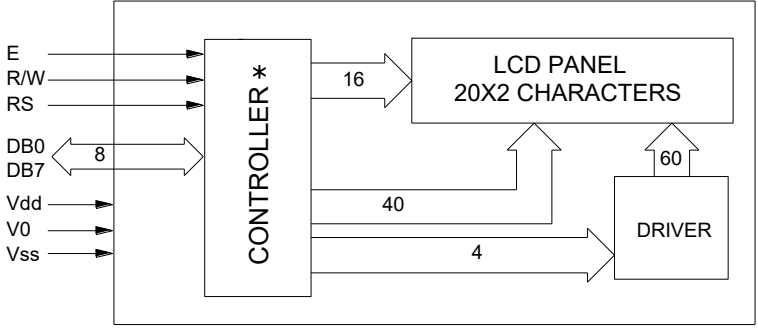 E
R/W
RS
DB0
DB7
8
Vdd
V0
Vss
CONTROLLER *
16
LCD PANEL
20X2 CHARACTERS
40
60
4
DRIVER